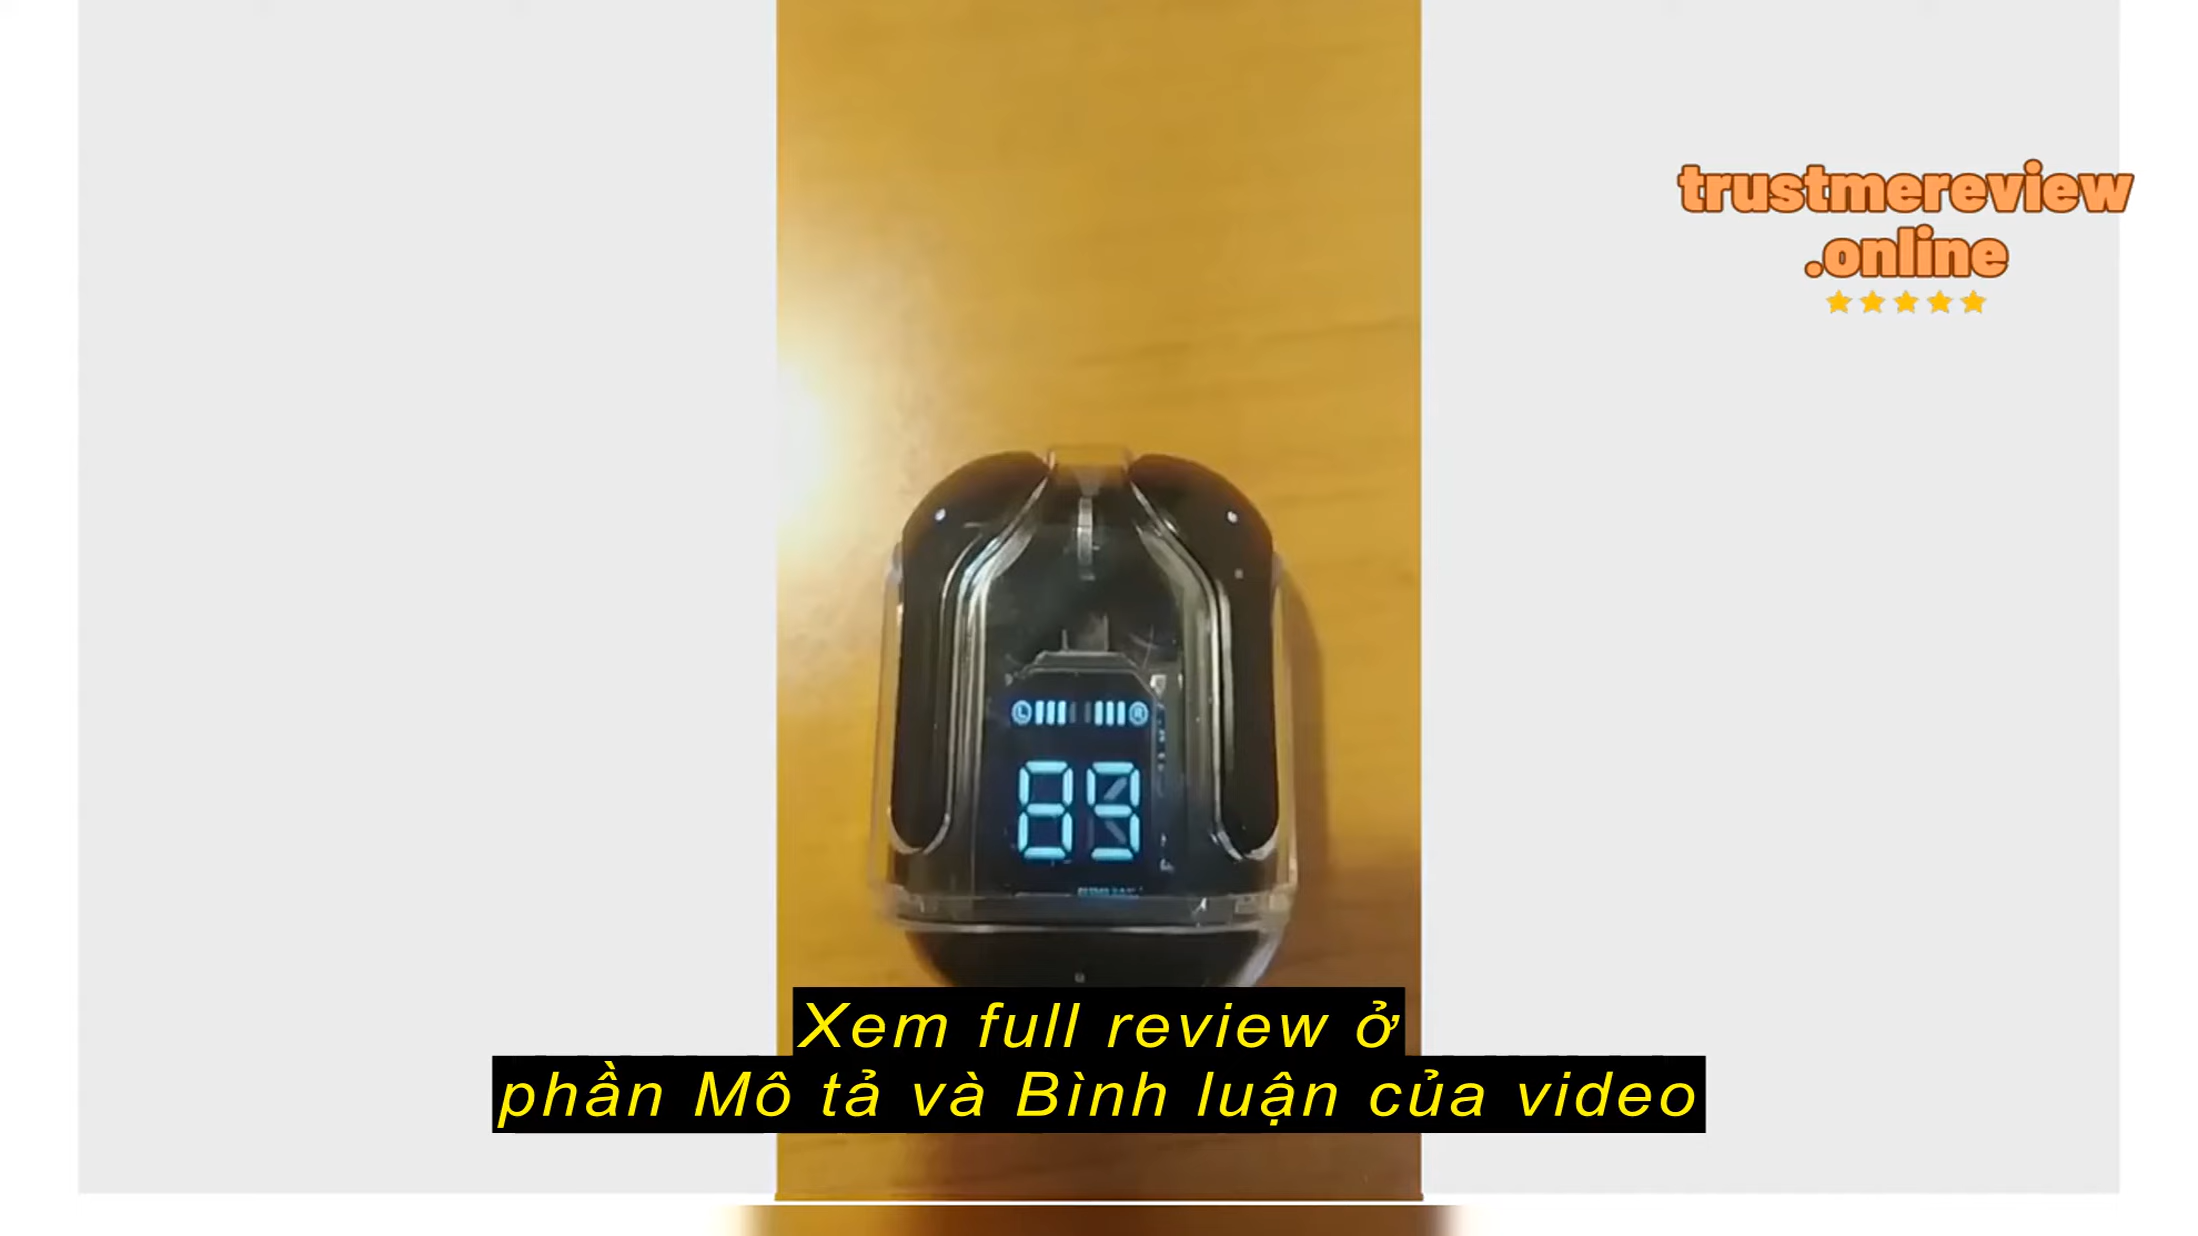 trustmereview
.online
L R
89
Xem full review ở
phần Mô tả và Bình luận của video